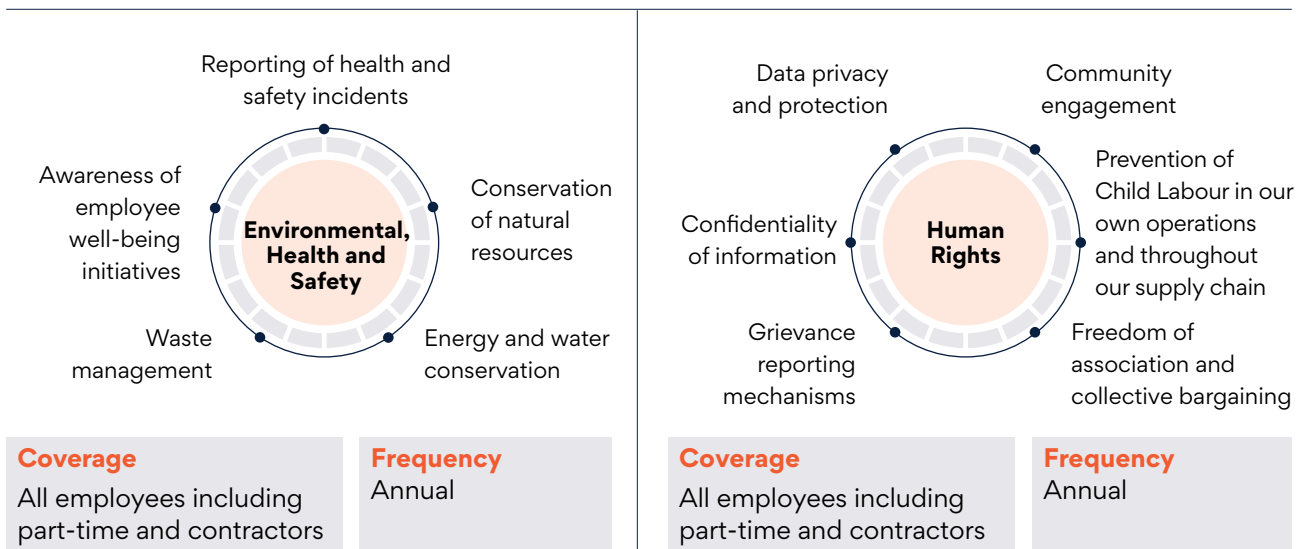 Reporting of health and
safety incidents
Awareness of
employee
well-being
initiatives
Conservation
of natural
resources
Environmental,
Health and
Safety
Waste
management
Energy and water
conservation
Coverage
All employees including
part-time and contractors
Frequency
Annual
Data privacy
and protection
Community
engagement
Confidentiality
of information
Prevention of
Child Labour in our
own operations
and throughout
our supply chain
Human
Rights
Grievance
reporting
mechanisms
Freedom of
association and
collective bargaining
Coverage
All employees including
part-time and contractors
Frequency
Annual